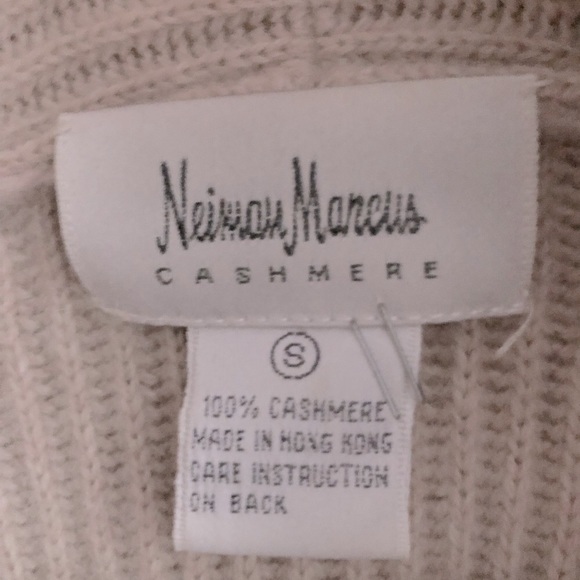 Neiman Marcus
CASHMERE
S
100% CASHMERE
MADE IN HONG KONG
CARE INSTRUCTION
ON BACK